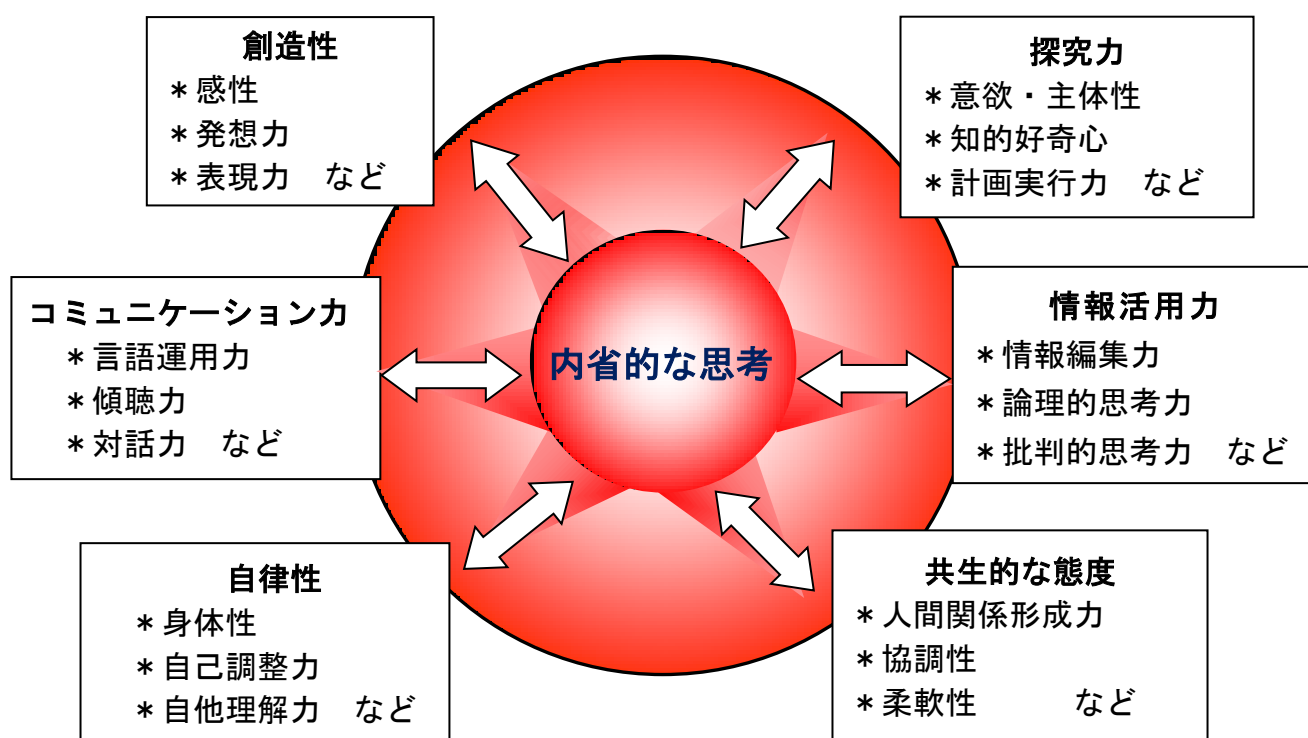 創造性
＊感性
＊発想力
＊表現力　など
探究力
＊意欲・主体性
＊知的好奇心
＊計画実行力　など
コミュニケーション力
＊言語運用力
＊傾聴力
＊対話力　など
内省的な思考
情報活用力
＊情報編集力
＊論理的思考力
＊批判的思考力　など
自律性
＊身体性
＊自己調整力
＊自他理解力　など
共生的な態度
＊人間関係形成力
＊協調性
＊柔軟性　　　など